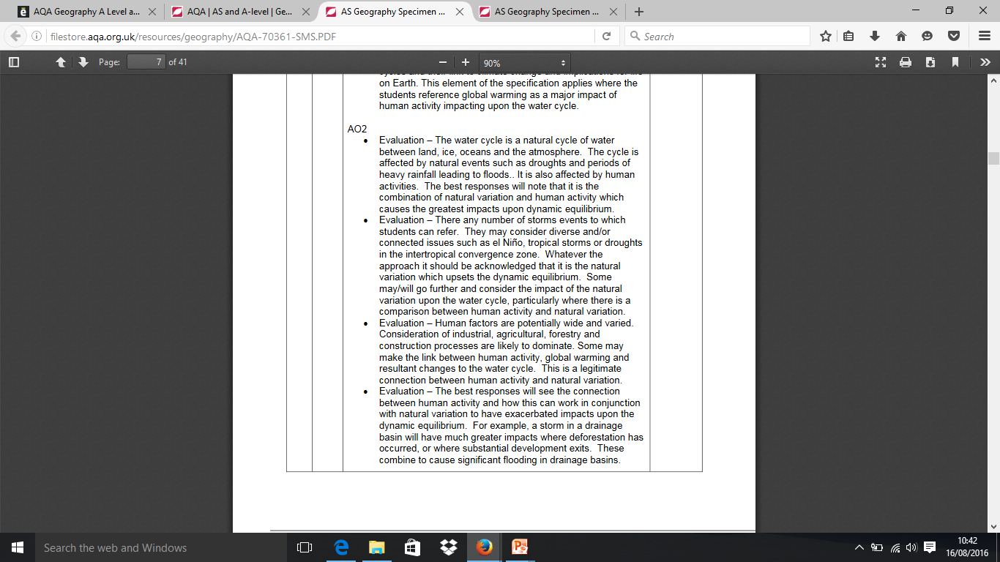 AQA Geography A Level a...
AQA | AS and A-level | Ge...
AS Geography Specimen ...
AS Geography Specimen ...
filestore.aqa.org.uk/resources/geography/AQA-70361-SMS.PDF
Search
Page:
7
of 41
90%
cycles and their link to climate change and implications for life
on Earth. This element of the specification applies where the
students reference global warming as a major impact of
human activity impacting upon the water cycle.
AO2
• Evaluation – The water cycle is a natural cycle of water
between land, ice, oceans and the atmosphere. The cycle is
affected by natural events such as droughts and periods of
heavy rainfall leading to floods.. It is also affected by human
activities. The best responses will note that it is the
combination of natural variation and human activity which
causes the greatest impacts upon dynamic equilibrium.
• Evaluation – There any number of storms events to which
students can refer. They may consider diverse and/or
connected issues such as el Niño, tropical storms or droughts
in the intertropical convergence zone. Whatever the
approach it should be acknowledged that it is the natural
variation which upsets the dynamic equilibrium. Some
may/will go further and consider the impact of the natural
variation upon the water cycle, particularly where there is a
comparison between human activity and natural variation.
• Evaluation – Human factors are potentially wide and varied.
Consideration of industrial, agricultural, forestry and
construction processes are likely to dominate. Some may
make the link between human activity, global warming and
resultant changes to the water cycle. This is a legitimate
connection between human activity and natural variation.
• Evaluation – The best responses will see the connection
between human activity and how this can work in conjunction
with natural variation to have exacerbated impacts upon the
dynamic equilibrium. For example, a storm in a drainage
basin will have much greater impacts where deforestation has
occurred, or where substantial development exits. These
combine to cause significant flooding in drainage basins.
Search the web and Windows
10:42
16/08/2016